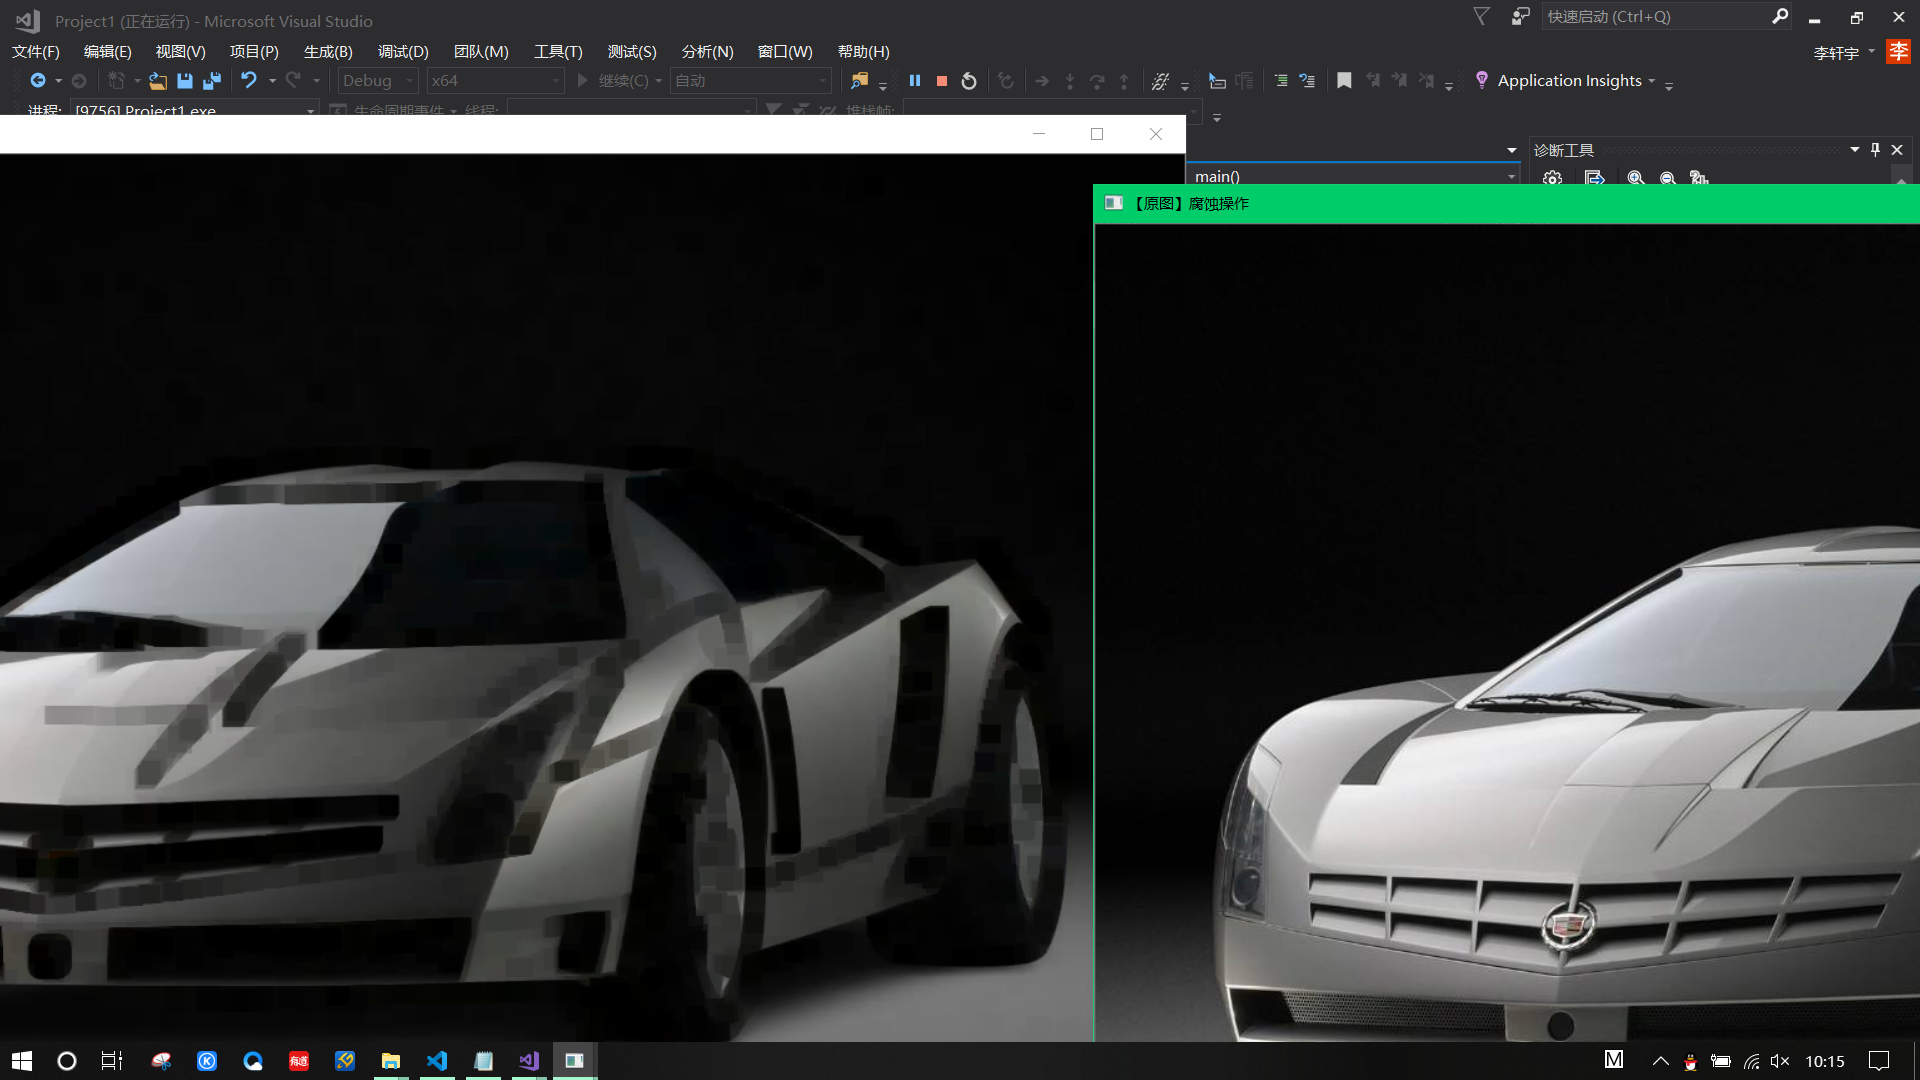 Project1 (正在运行) - Microsoft Visual Studio
快速启动 (Ctrl+Q)
文件(F) 编辑(E) 视图(V) 项目(P) 生成(B) 调试(D) 团队(M) 工具(T) 测试(S) 分析(N) 窗口(W) 帮助(H)
李轩宇 李
Debug x64 继续(C) 自动 Application Insights
进程: [9756] Project1.exe 生命周期事件 线程: 堆栈帧:
诊断工具
main()
【原图】腐蚀操作
K 有道 M 10:15